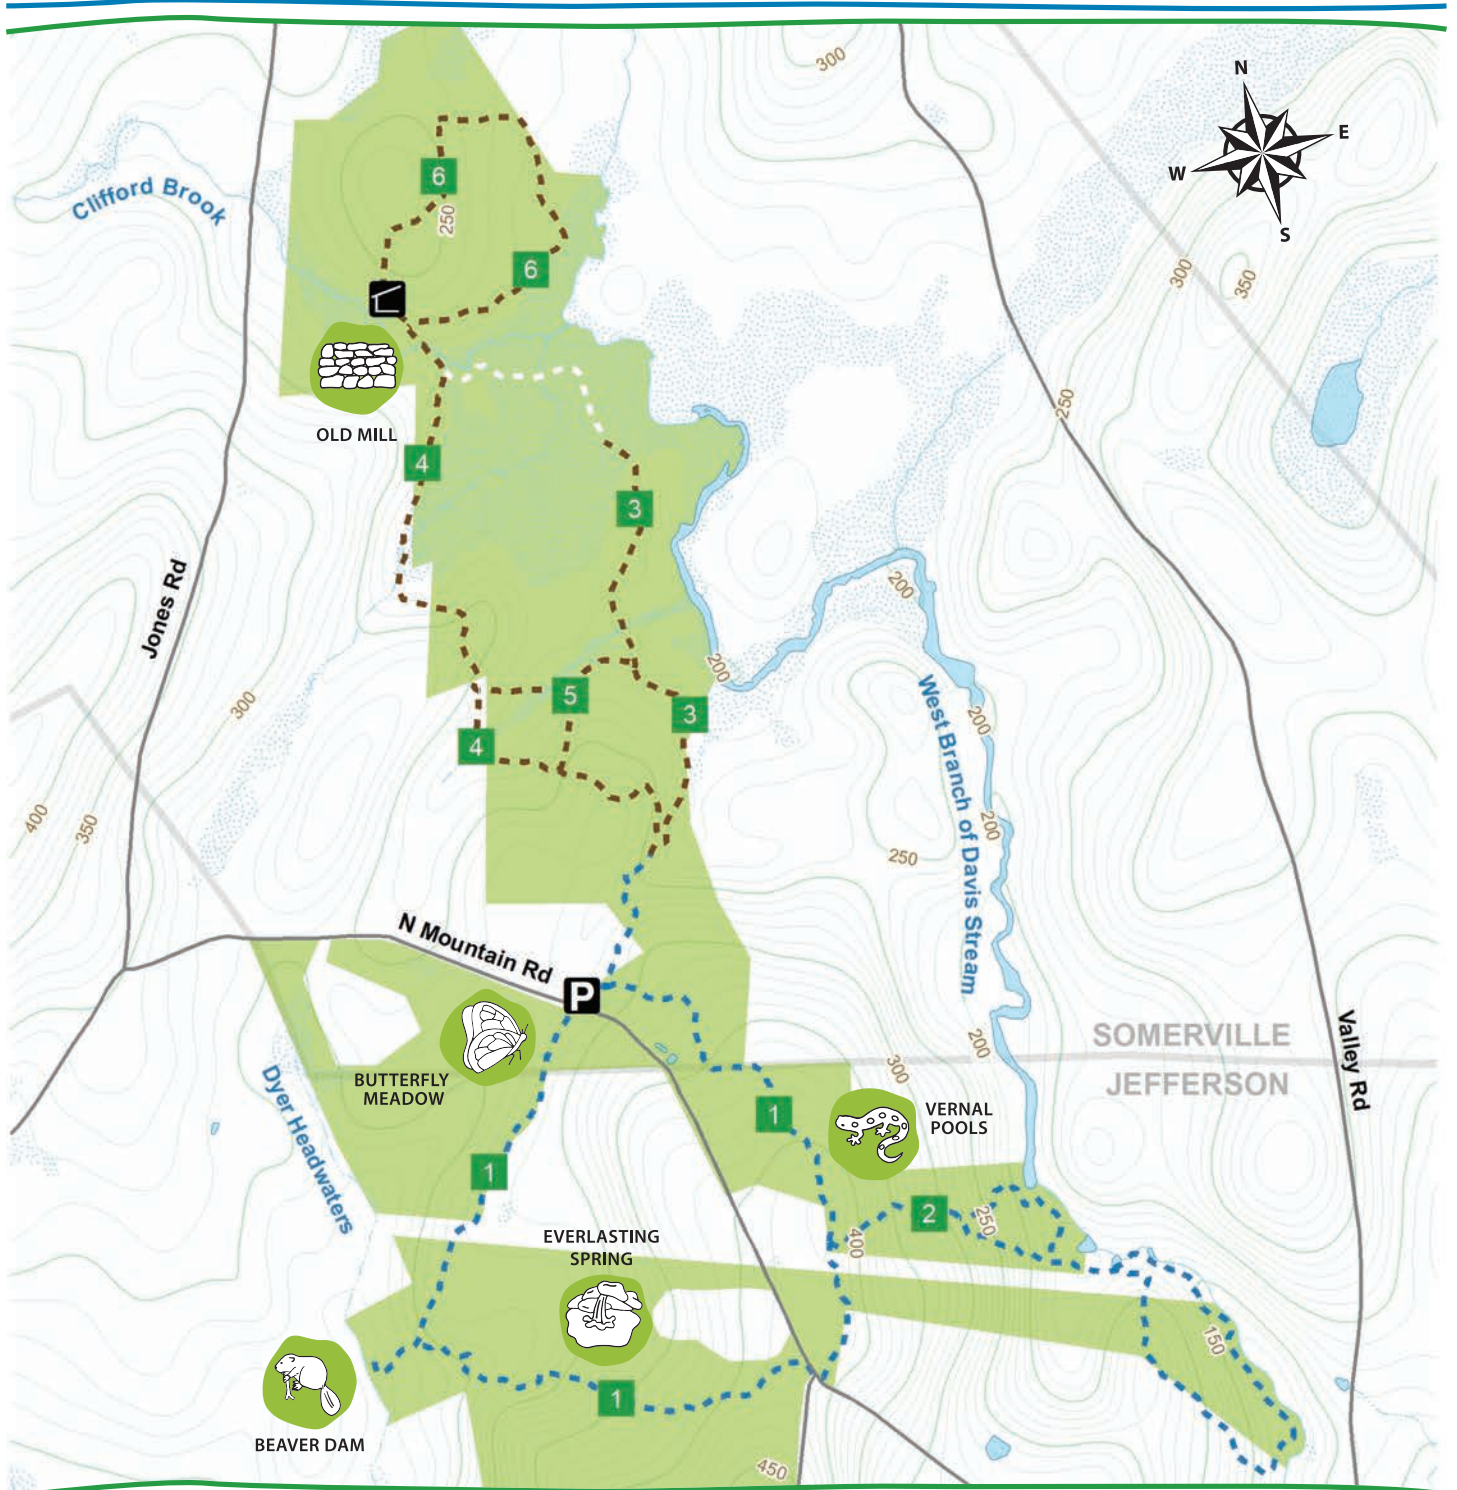 N
E
W
S
300
Clifford Brook
6
250
6
300
350
250
OLD MILL
4
3
200
Jones Rd
200
5
3
4
300
200
West Branch of Davis Stream
400
350
200
250
N Mountain Rd
P
200
SOMERVILLE
JEFFERSON
Valley Rd
300
BUTTERFLY
MEADOW
Dyer Headwaters
1
VERNAL
POOLS
1
2
250
400
EVERLASTING
SPRING
150
1
BEAVER DAM
450